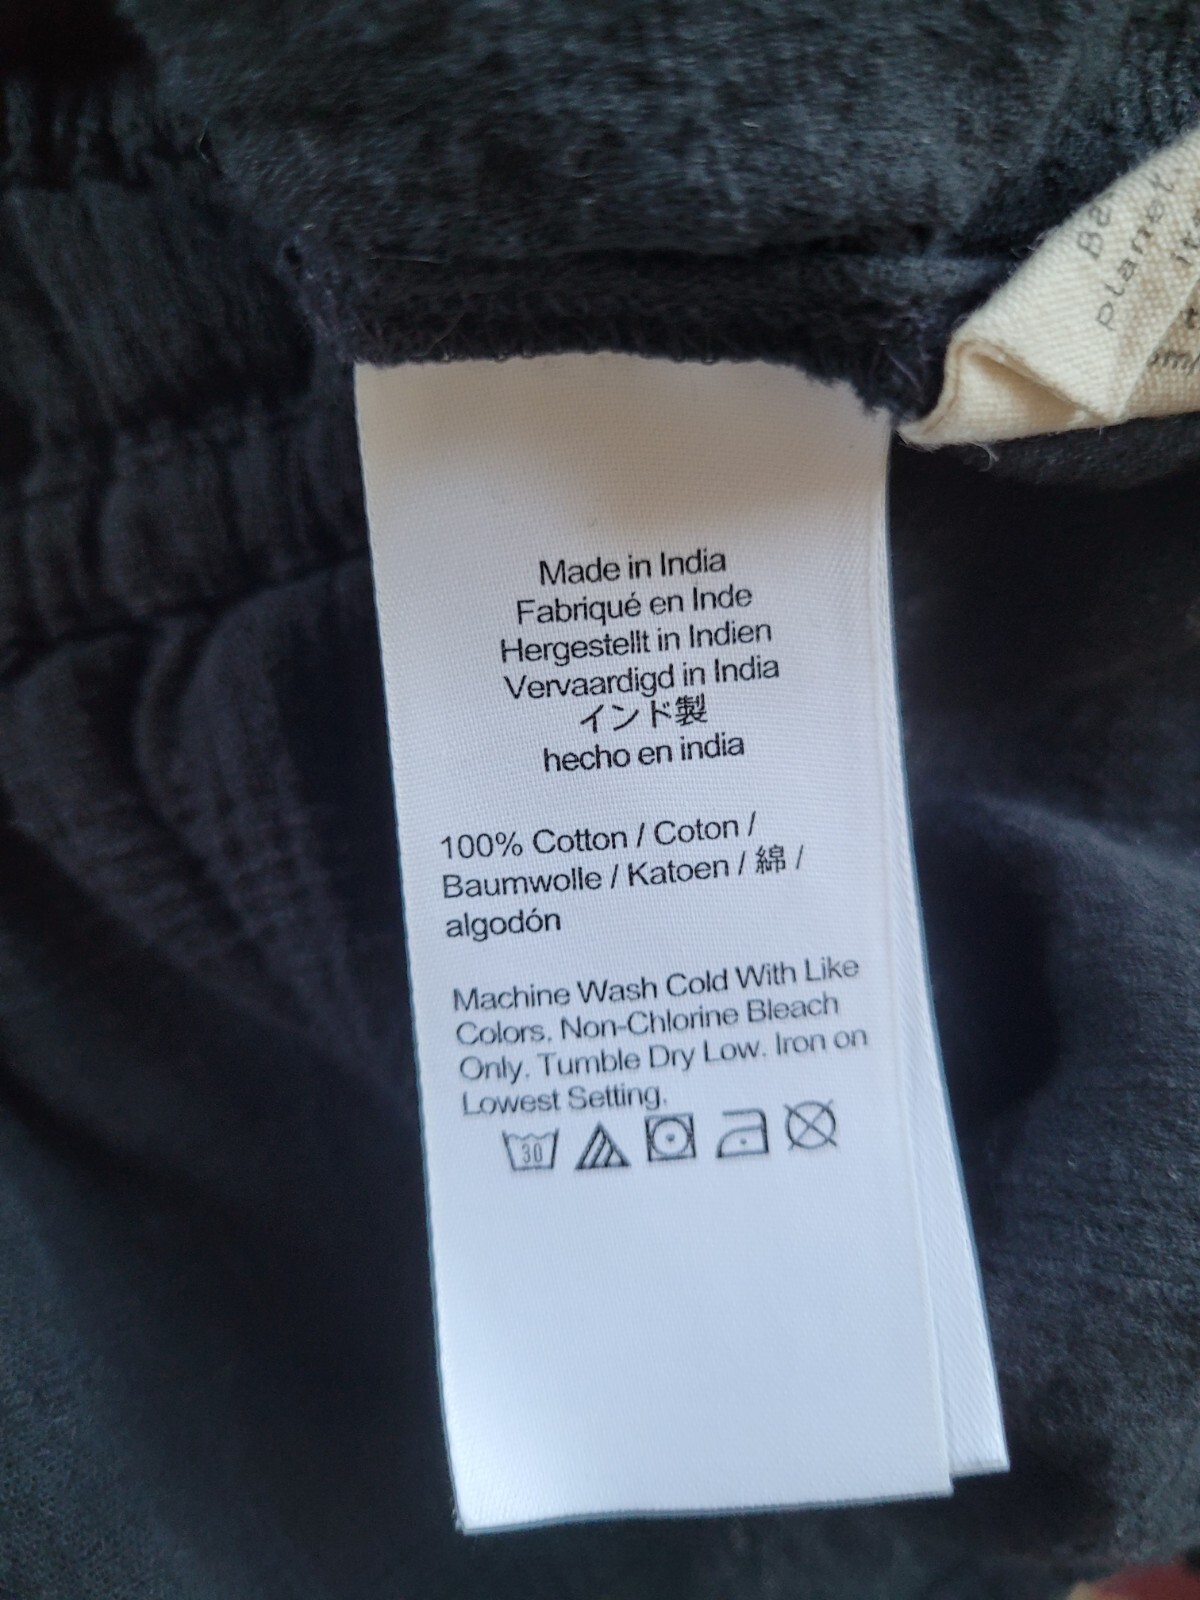 Made in India
Fabriqué en Inde
Hergestellt in Indien
Vervaardigd in India
インド製
hecho en india
100% Cotton / Coton /
Baumwolle / Katoen / 綿 /
algodón
Machine Wash Cold With Like
Colors, Non-Chlorine Bleach
Only. Tumble Dry Low. Iron on
Lowest Setting.
30
planet